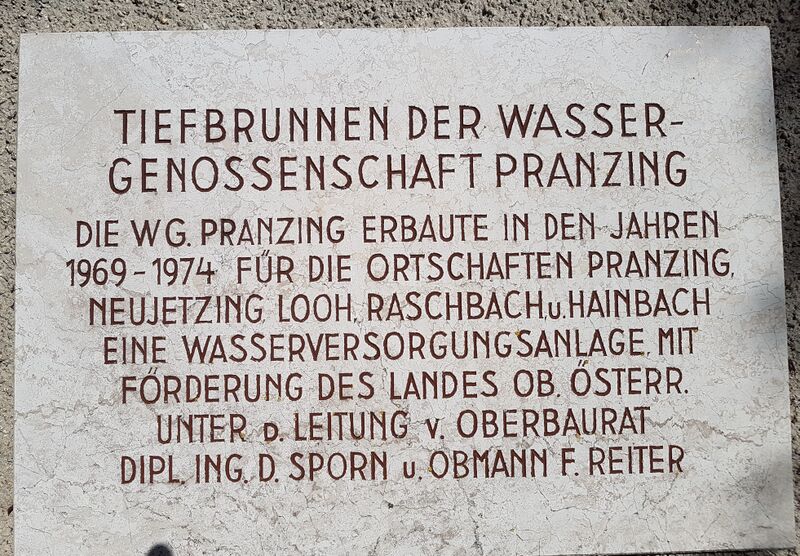 TIEFBRUNNEN DER WASSER-
GENOSSENSCHAFT PRANZING
DIE WG. PRANZING ERBAUTE IN DEN JAHREN
1969-1974 FÜR DIE ORTSCHAFTEN PRANZING,
NEUJETZING, LOOH, RASCHBACH u. HAINBACH
EINE WASSERVERSORGUNGSANLAGE, MIT
FÖRDERUNG DES LANDES OB. ÖSTERR.
UNTER D. LEITUNG v. OBERBAURAT
DIPL. ING. D. SPORN u. OBMANN F. REITER